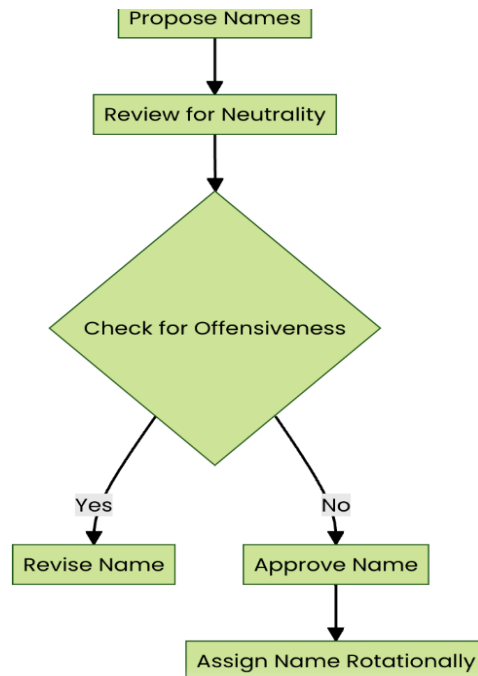 Propose Names
Review for Neutrality
Check for Offensiveness
Yes
No
Revise Name
Approve Name
Assign Name Rotationally